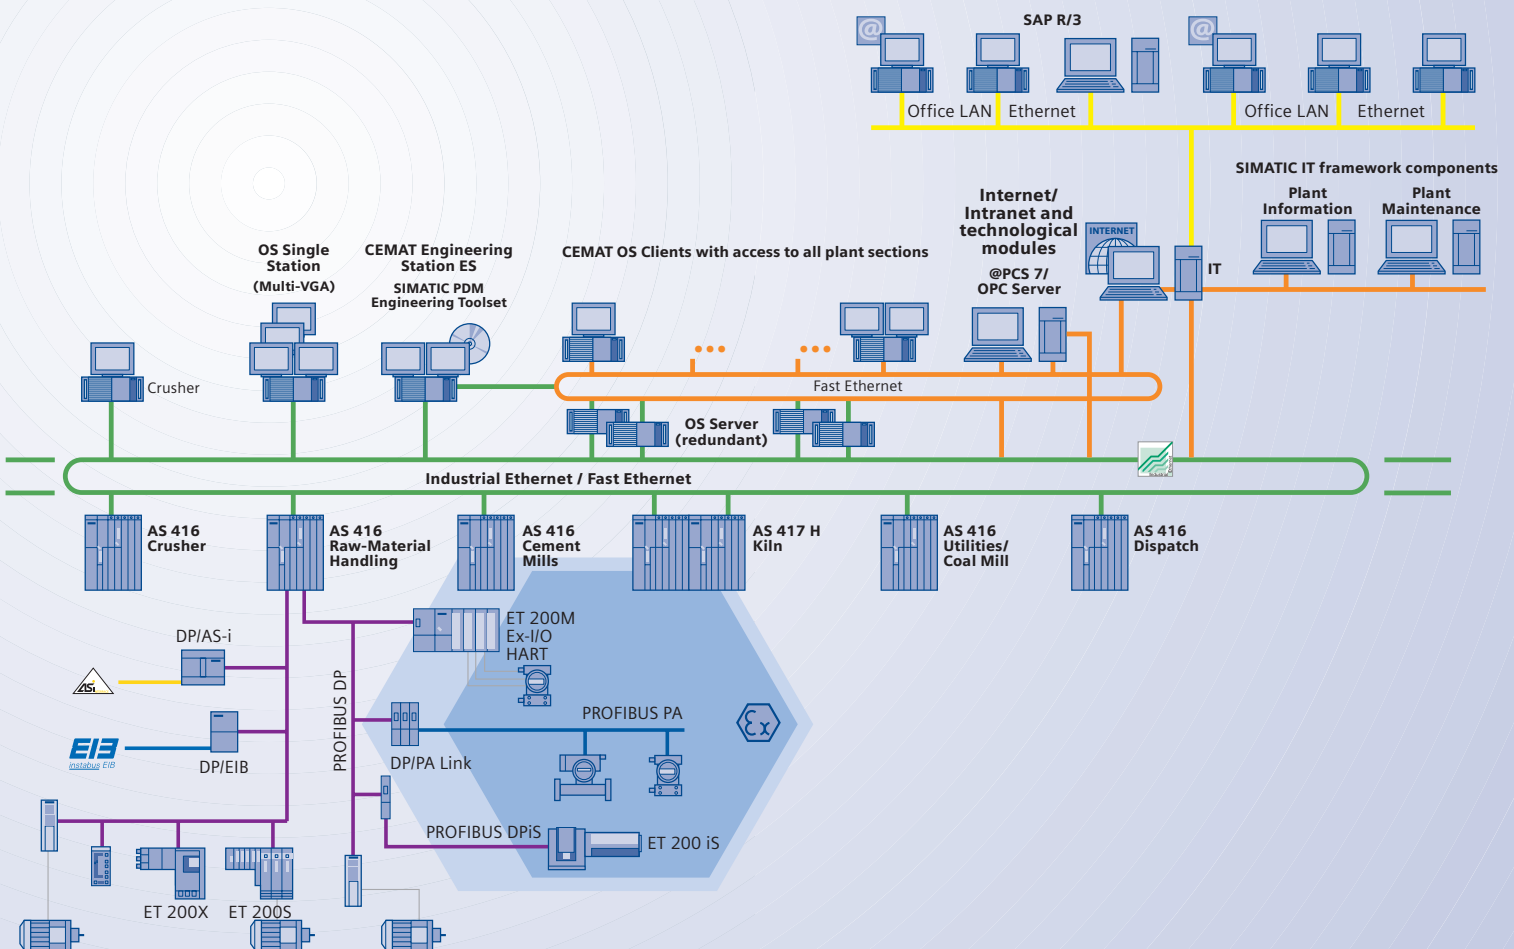 SAP R/3
@
@
Office LAN
Ethernet
Office LAN
Ethernet
SIMATIC IT framework components
Plant
Information
Plant
Maintenance
Internet/
Intranet and
technological
modules
INTERNET
@PCS 7/
OPC Server
IT
OS Single
Station
(Multi-VGA)
CEMAT Engineering
Station ES
SIMATIC PDM
Engineering Toolset
CEMAT OS Clients with access to all plant sections
Crusher
Fast Ethernet
OS Server
(redundant)
Industrial Ethernet / Fast Ethernet
AS 416
Crusher
AS 416
Raw-Material
Handling
AS 416
Cement
Mills
AS 417 H
Kiln
AS 416
Utilities/
Coal Mill
AS 416
Dispatch
DP/AS-i
ASi
EIB
instabus EIB
DP/EIB
PROFIBUS DP
ET 200M
Ex-I/O
HART
PROFIBUS PA
Ex
DP/PA Link
PROFIBUS DPiS
ET 200 iS
ET 200X
ET 200S